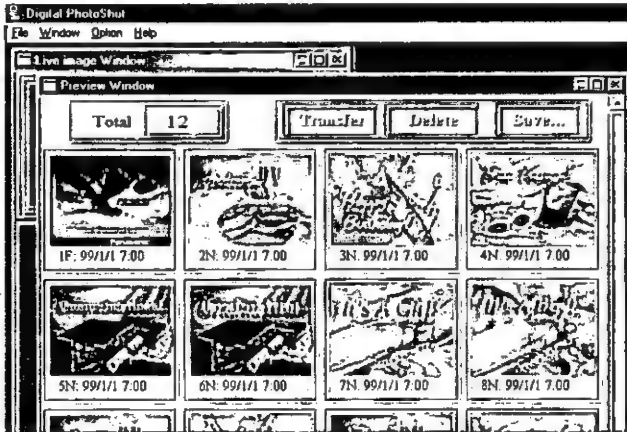 Digital PhotoShut
File Window Option Help
Live image Window
Preview Window
Total 12 Transfer Delete Save...
1F: 99/1/1 7:00 2N: 99/1/1 7:00 3N: 99/1/1 7:00 4N: 99/1/1 7:00
5N: 99/1/1 7:00 6N: 99/1/1 7:00 7N: 99/1/1 7:00 8N: 99/1/1 7:00